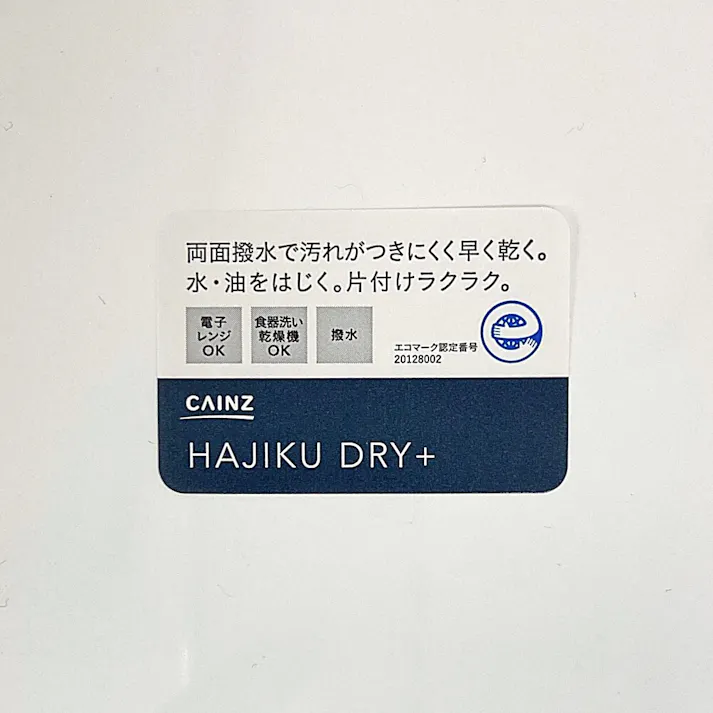 両面撥水で汚れがつきにくく早く乾く。
水・油をはじく。片付けラクラク。
電子
レンジ
OK
食器洗い
乾燥機
OK
撥水
エコマーク認定番号
20128002
CAINZ
HAJIKU DRY+